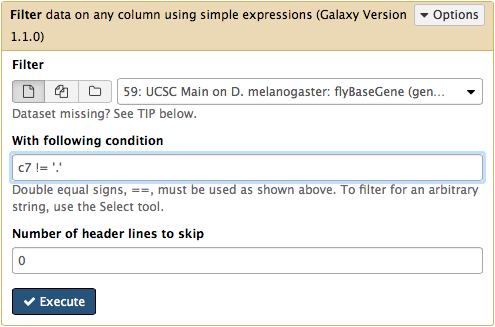 Filter data on any column using simple expressions (Galaxy Version
1.1.0)
Options
Filter
59: UCSC Main on D. melanogaster: flyBaseGene (gen...
Dataset missing? See TIP below.
With following condition
c7 != '.'
Double equal signs, ==, must be used as shown above. To filter for an arbitrary
string, use the Select tool.
Number of header lines to skip
0
Execute